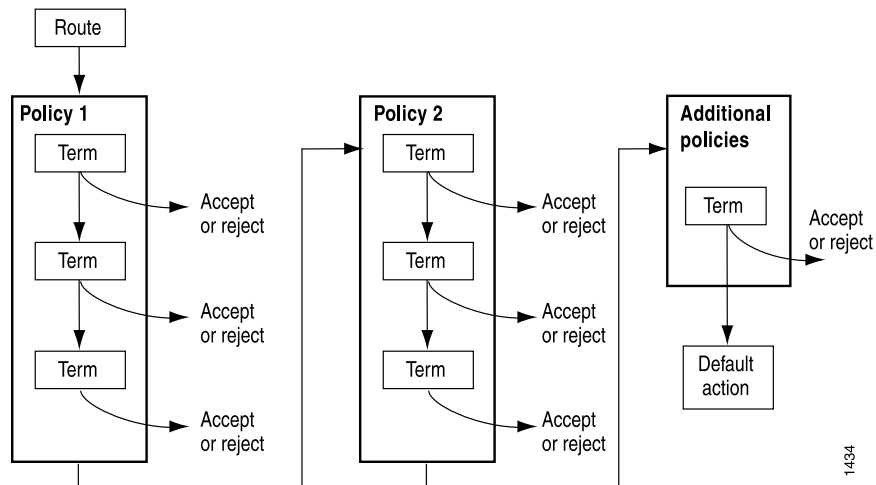 Route
Policy 1
Term
Accept
or reject
Term
Accept
or reject
Term
Accept
or reject
Policy 2
Term
Accept
or reject
Term
Accept
or reject
Term
Accept
or reject
Additional
policies
Term
Accept
or reject
Default
action
1434